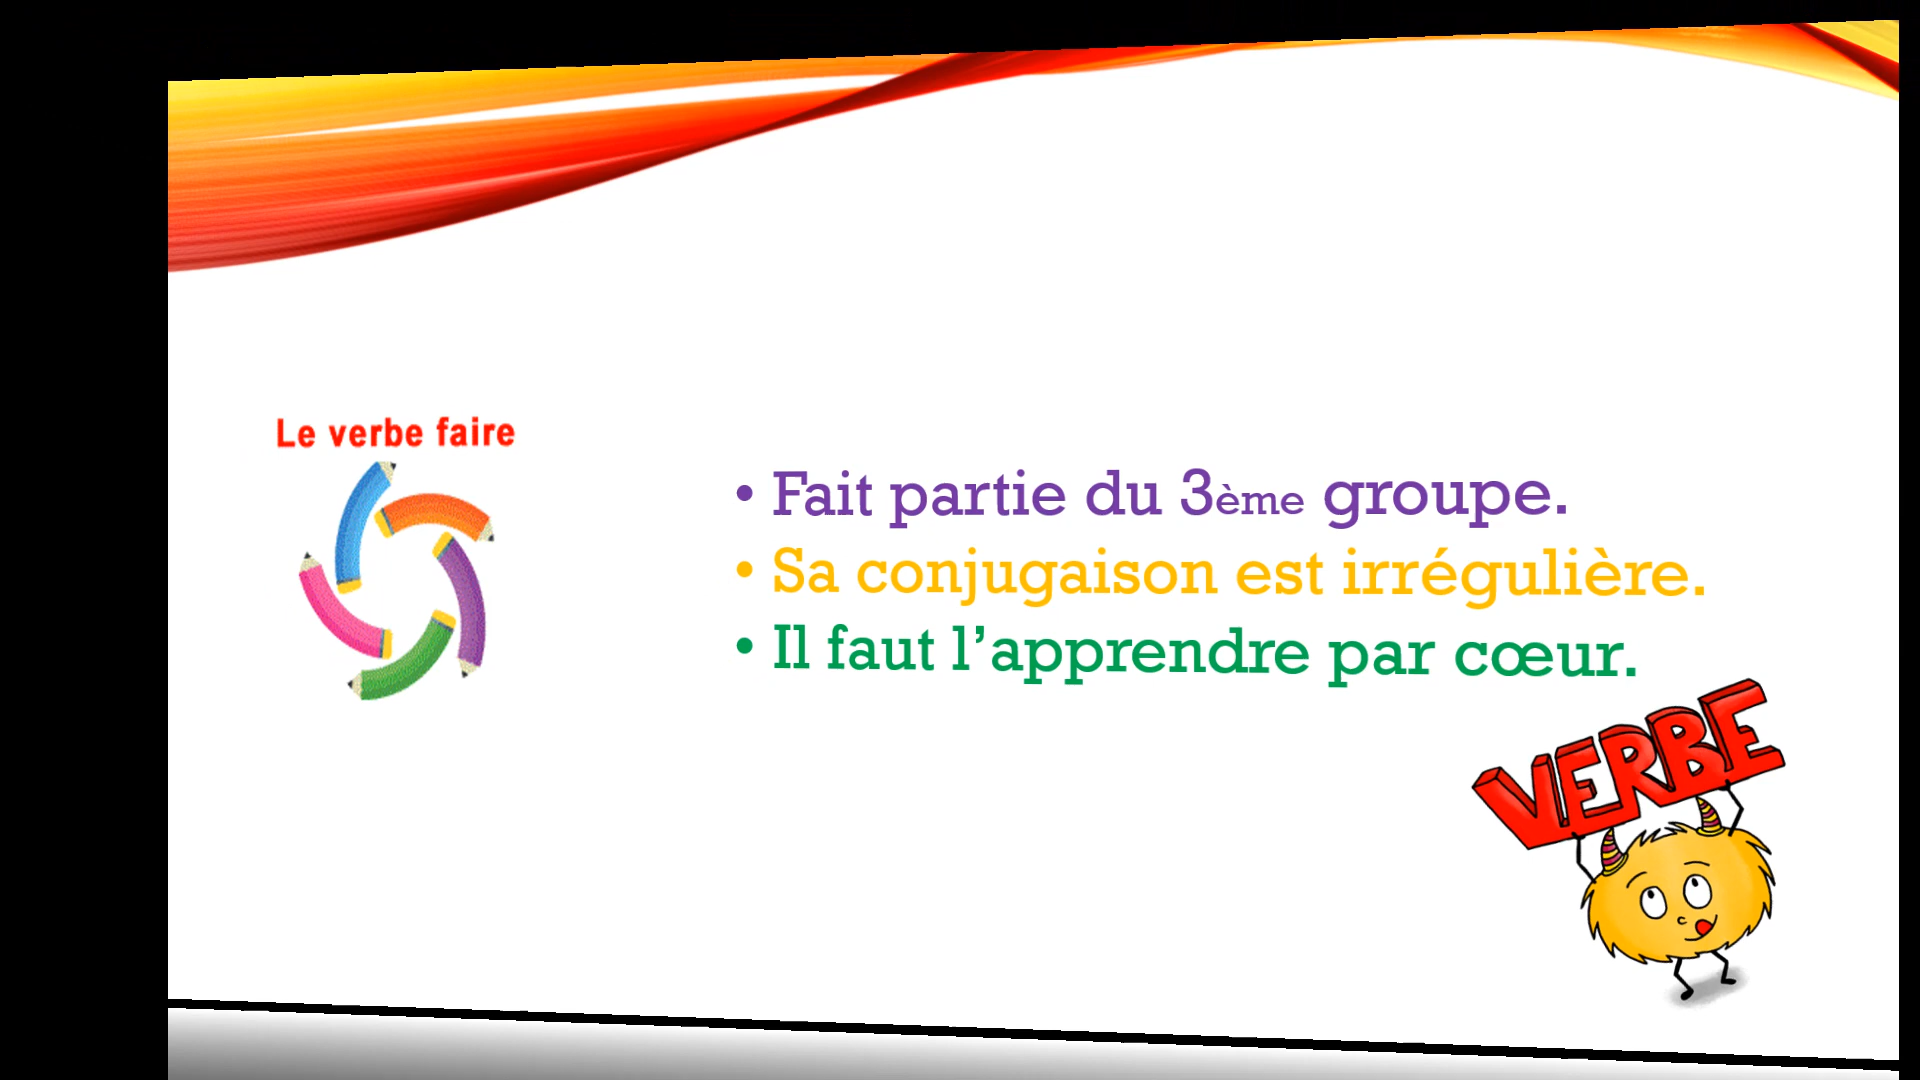 Le verbe faire
• Fait partie du 3ème groupe.
• Sa conjugaison est irrégulière.
• Il faut l’apprendre par cœur.
VERBE